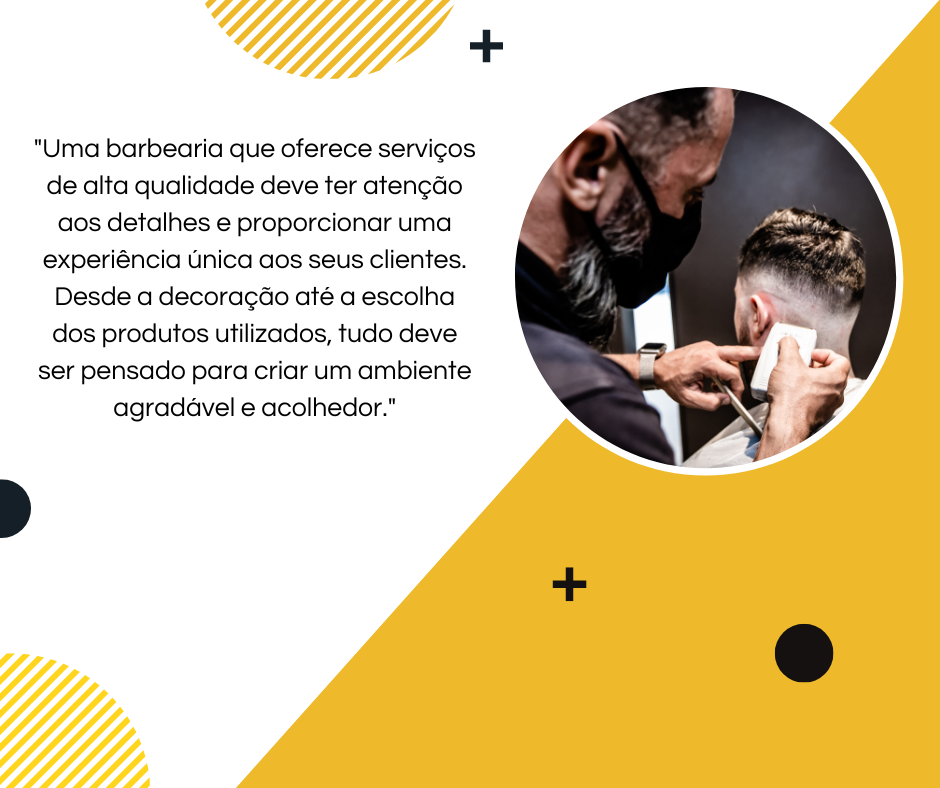 "Uma barbearia que oferece serviços
de alta qualidade deve ter atenção
aos detalhes e proporcionar uma
experiência única aos seus clientes.
Desde a decoração até a escolha
dos produtos utilizados, tudo deve
ser pensado para criar um ambiente
agradável e acolhedor."